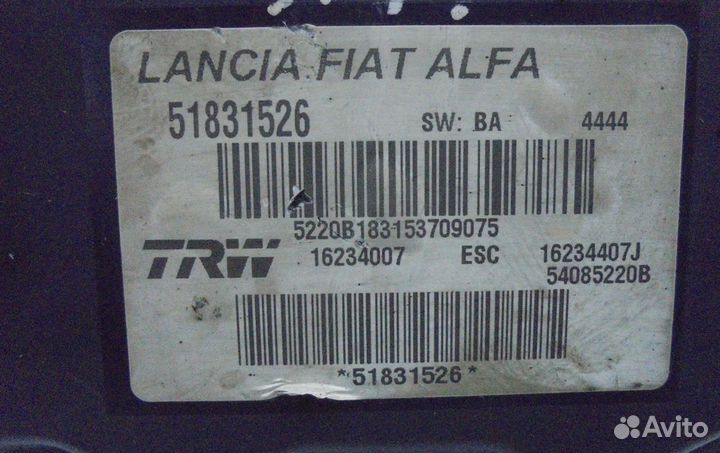 LANCIA.FIAT ALFA
51831526 SW: BA 4444
5220B183153709075
TRW 16234007 ESC 16234407J
54085220B
*51831526*
Avito